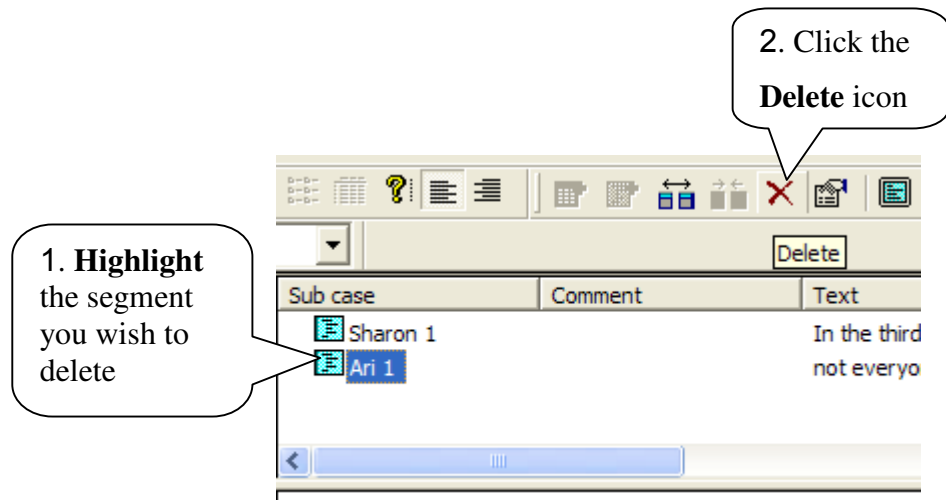 2. Click the
Delete icon
Delete
1. Highlight
the segment
you wish to
delete
Sub case Comment Text
Sharon 1 In the third
Ari 1 not everyo